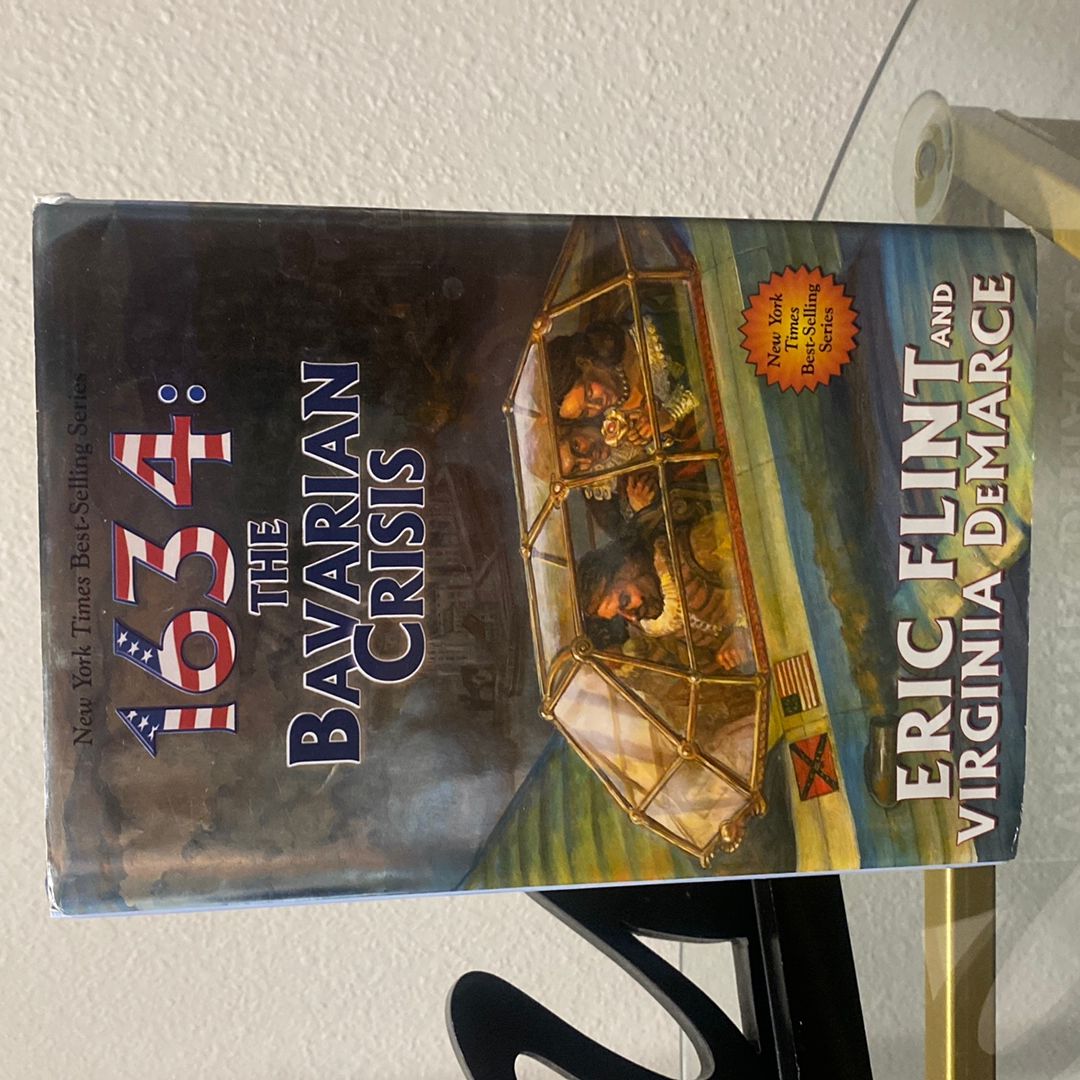 New York Times Best-Selling Series
1634:
THE
BAVARIAN
CRISIS
New York
Times
Best-Selling
Series
ERIC FLINT AND
VIRGINIA DEMARCE